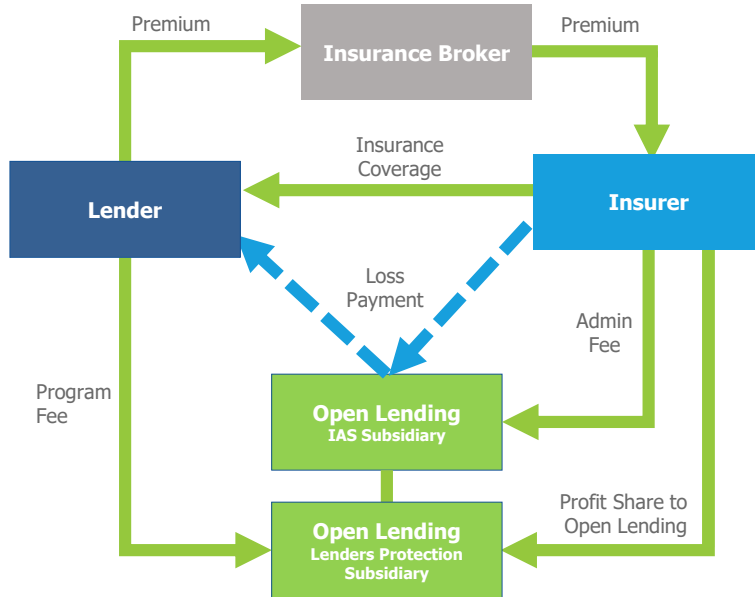 Premium
Insurance Broker
Premium
Insurance
Coverage
Lender
Insurer
Loss
Payment
Admin
Fee
Program
Fee
Open Lending
IAS Subsidiary
Profit Share to
Open Lending
Open Lending
Lenders Protection
Subsidiary